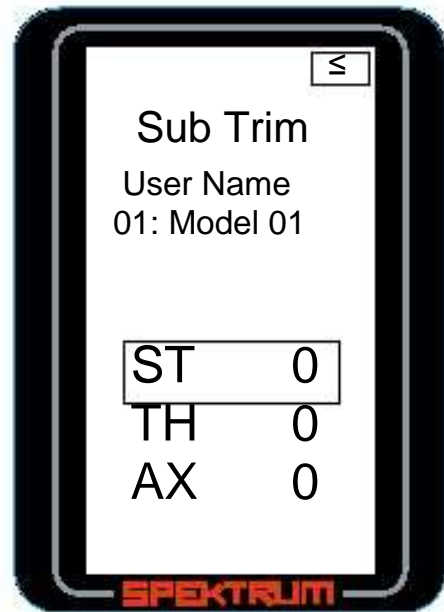 ≤
Sub Trim
User Name
01: Model 01
ST 0
TH 0
AX 0
SPEKTRUM